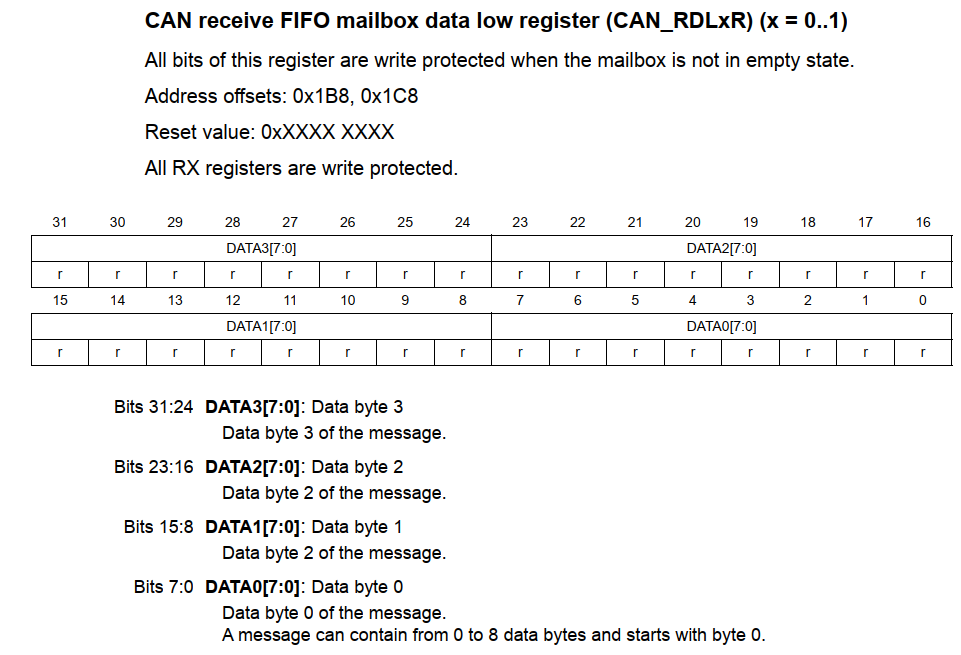 CAN receive FIFO mailbox data low register (CAN_RDLxR) (x = 0..1)
All bits of this register are write protected when the mailbox is not in empty state.
Address offsets: 0x1B8, 0x1C8
Reset value: 0xXXXX XXXX
All RX registers are write protected.
31 30 29 28 27 26 25 24 23 22 21 20 19 18 17 16
DATA3[7:0] DATA2[7:0]
r r r r r r r r r r r r r r r r
15 14 13 12 11 10 9 8 7 6 5 4 3 2 1 0
DATA1[7:0] DATA0[7:0]
r r r r r r r r r r r r r r r r
Bits 31:24 DATA3[7:0]: Data byte 3
Data byte 3 of the message.
Bits 23:16 DATA2[7:0]: Data byte 2
Data byte 2 of the message.
Bits 15:8 DATA1[7:0]: Data byte 1
Data byte 2 of the message.
Bits 7:0 DATA0[7:0]: Data byte 0
Data byte 0 of the message.
A message can contain from 0 to 8 data bytes and starts with byte 0.